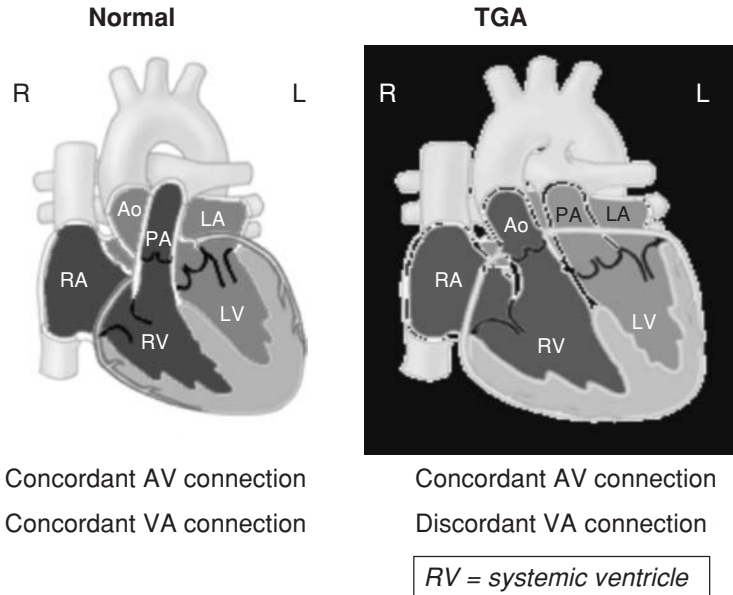 Normal
R
L
Ao
LA
PA
RA
LV
RV
Concordant AV connection
Concordant VA connection
TGA
R
L
Ao
PA
LA
RA
LV
RV
Concordant AV connection
Discordant VA connection
RV = systemic ventricle